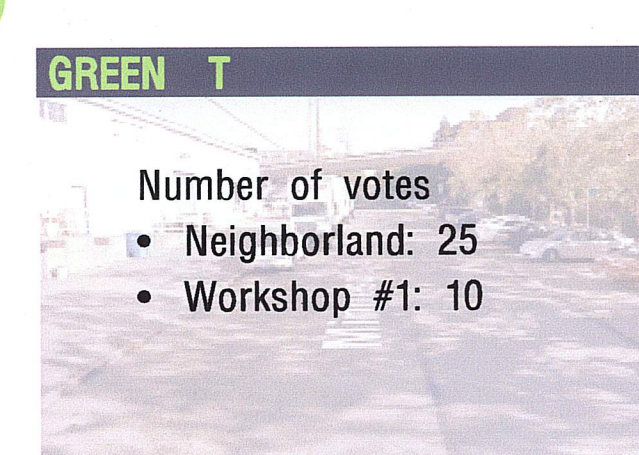 GREEN T
Number of votes
• Neighborland: 25
• Workshop #1: 10